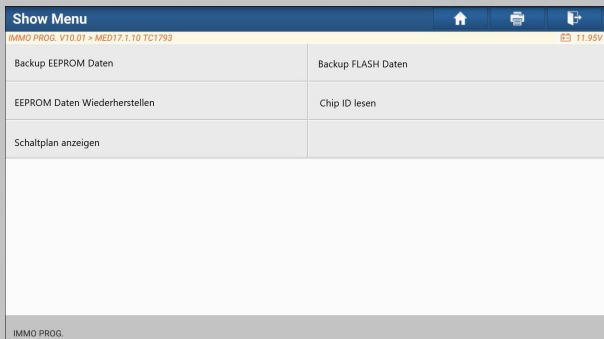 Show Menu
IMMO PROG. V10.01 > MED17.1.10 TC1793
11.95V
Backup EEPROM Daten
Backup FLASH Daten
EEPROM Daten Wiederherstellen
Chip ID lesen
Schaltplan anzeigen
IMMO PROG.